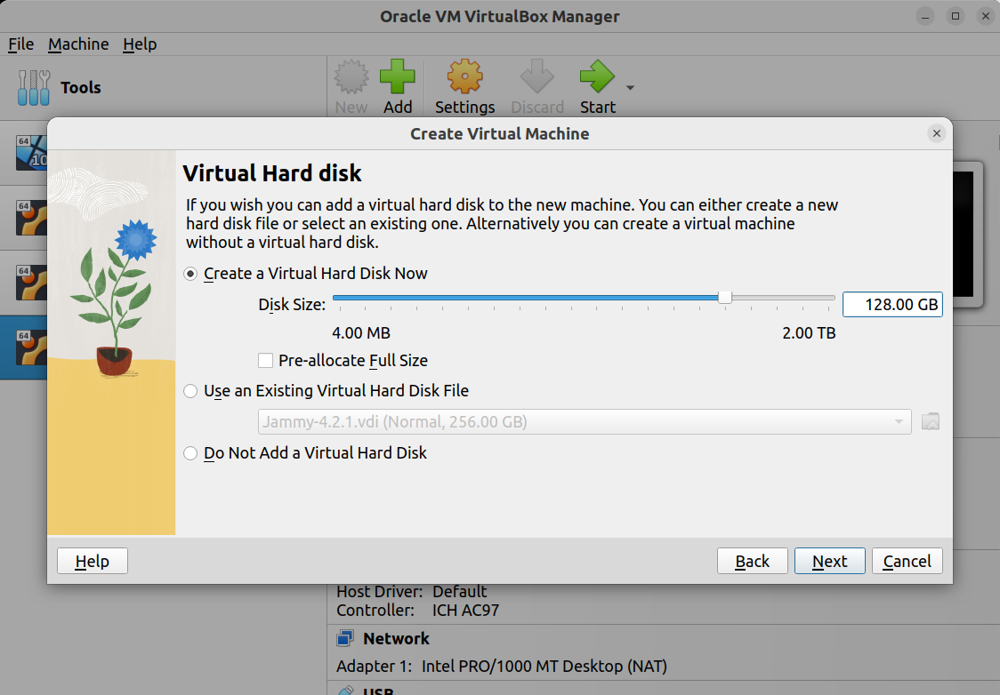 Oracle VM VirtualBox Manager
File Machine Help
Tools
New Add Settings Discard Start
64
10
64
64
64
Create Virtual Machine
Virtual Hard disk
If you wish you can add a virtual hard disk to the new machine. You can either create a new
hard disk file or select an existing one. Alternatively you can create a virtual machine
without a virtual hard disk.
Create a Virtual Hard Disk Now
Disk Size:
128.00 GB
4.00 MB 2.00 TB
Pre-allocate Full Size
Use an Existing Virtual Hard Disk File
Jammy-4.2.1.vdi (Normal, 256.00 GB)
Do Not Add a Virtual Hard Disk
Help Back Next Cancel
Host Driver: Default
Controller: ICH AC97
Network
Adapter 1: Intel PRO/1000 MT Desktop (NAT)
USB